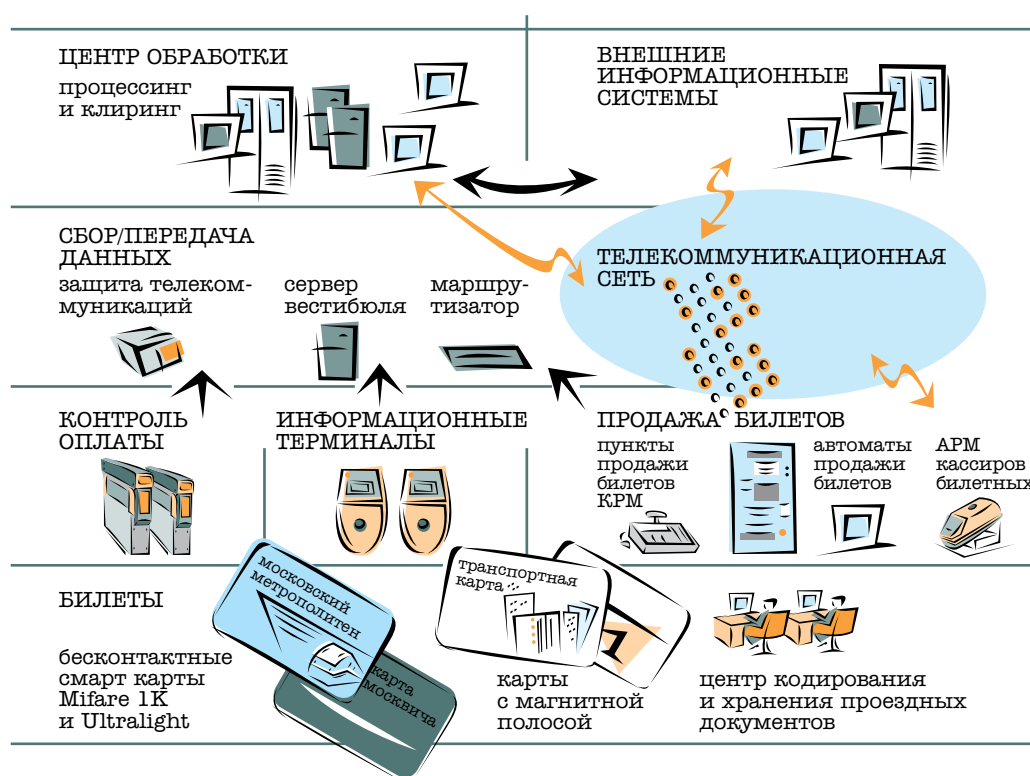 ЦЕНТР ОБРАБОТКИ
процессинг
и клиринг
ВНЕШНИЕ
ИНФОРМАЦИОННЫЕ
СИСТЕМЫ
СБОР/ПЕРЕДАЧА
ДАННЫХ
защита телеком-
муникаций
сервер
вестибюля
маршру-
тизатор
ТЕЛЕКОММУНИКАЦИОННАЯ
СЕТЬ
КОНТРОЛЬ
ОПЛАТЫ
ИНФОРМАЦИОННЫЕ
ТЕРМИНАЛЫ
ПРОДАЖА БИЛЕТОВ
пункты
продажи
билетов
КРМ
автоматы
продажи
билетов
АРМ
кассиров
билетных
БИЛЕТЫ
бесконтактные
смарт карты
Mifare 1K
и Ultralight
московский
метрополитен
карта
москвича
транспортная
карта
карты
с магнитной
полосой
центр кодирования
и хранения проездных
документов